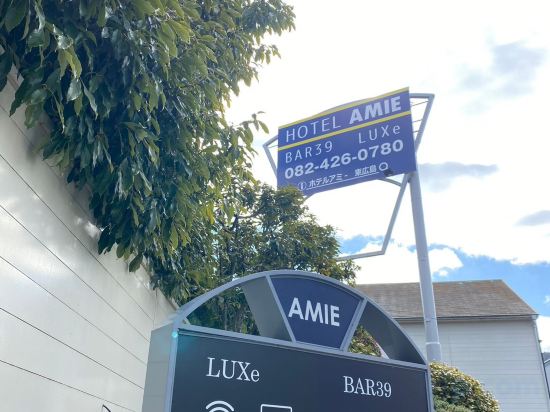 HOTEL AMIE
BAR39 LUXe
082-426-0780
ホテルアミー 東広島
AMIE
LUXe BAR39